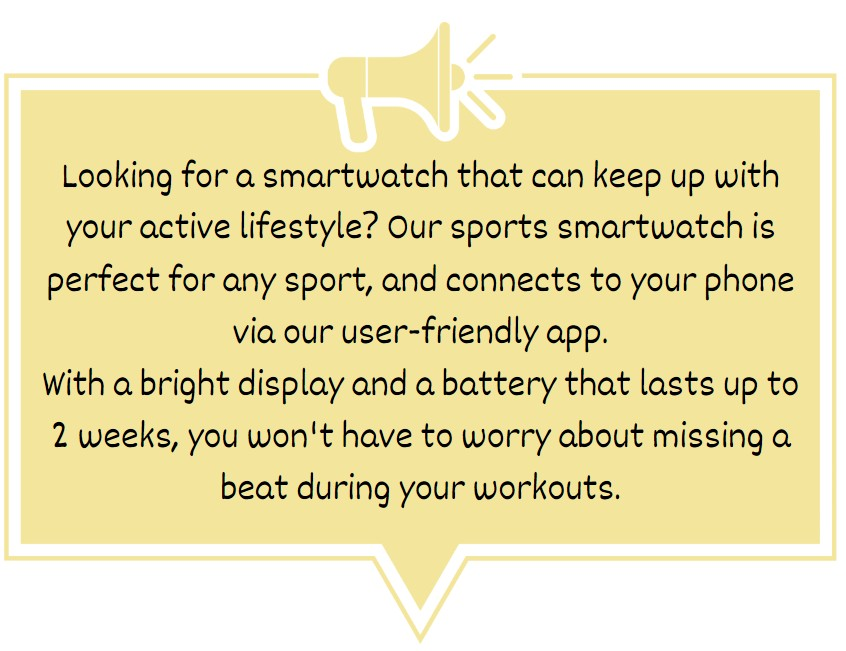 Looking for a smartwatch that can keep up with
your active lifestyle? Our sports smartwatch is
perfect for any sport, and connects to your phone
via our user-friendly app.
With a bright display and a battery that lasts up to
2 weeks, you won't have to worry about missing a
beat during your workouts.